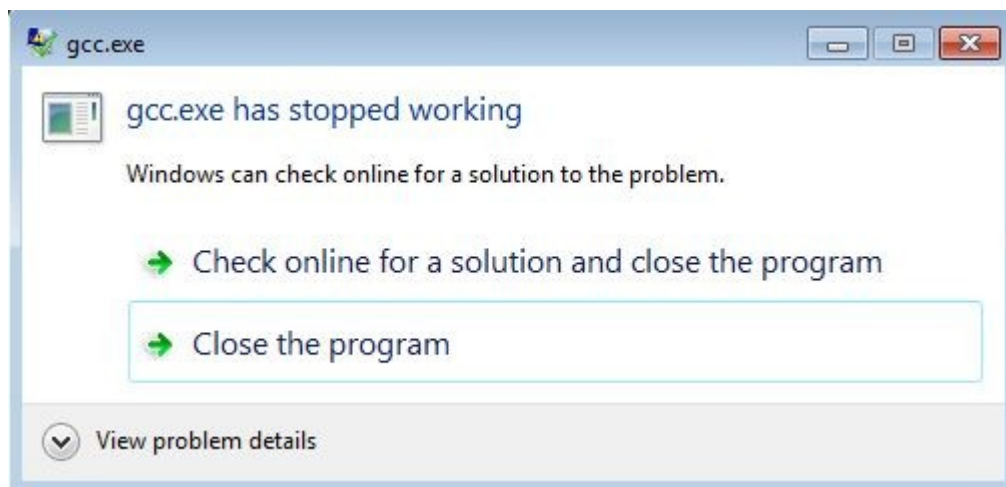 gcc.exe
gcc.exe has stopped working
Windows can check online for a solution to the problem.
Check online for a solution and close the program
Close the program
View problem details